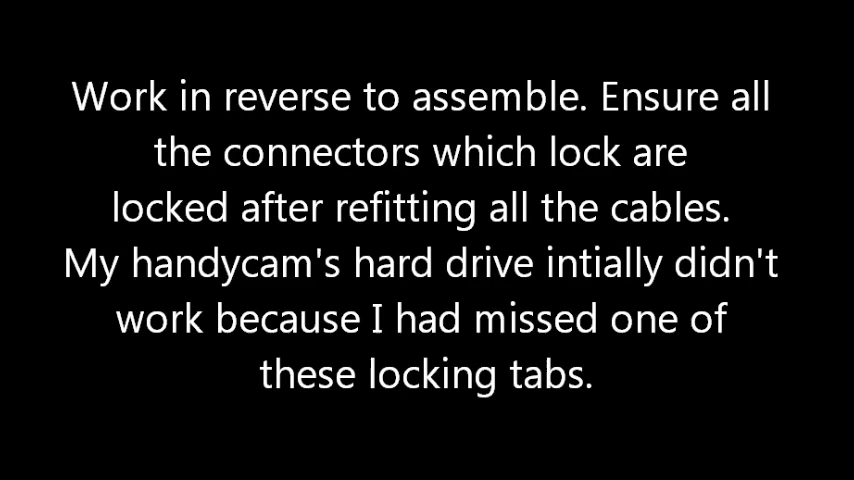 Work in reverse to assemble. Ensure all
the connectors which lock are
locked after refitting all the cables.
My handycam's hard drive intially didn't
work because I had missed one of
these locking tabs.